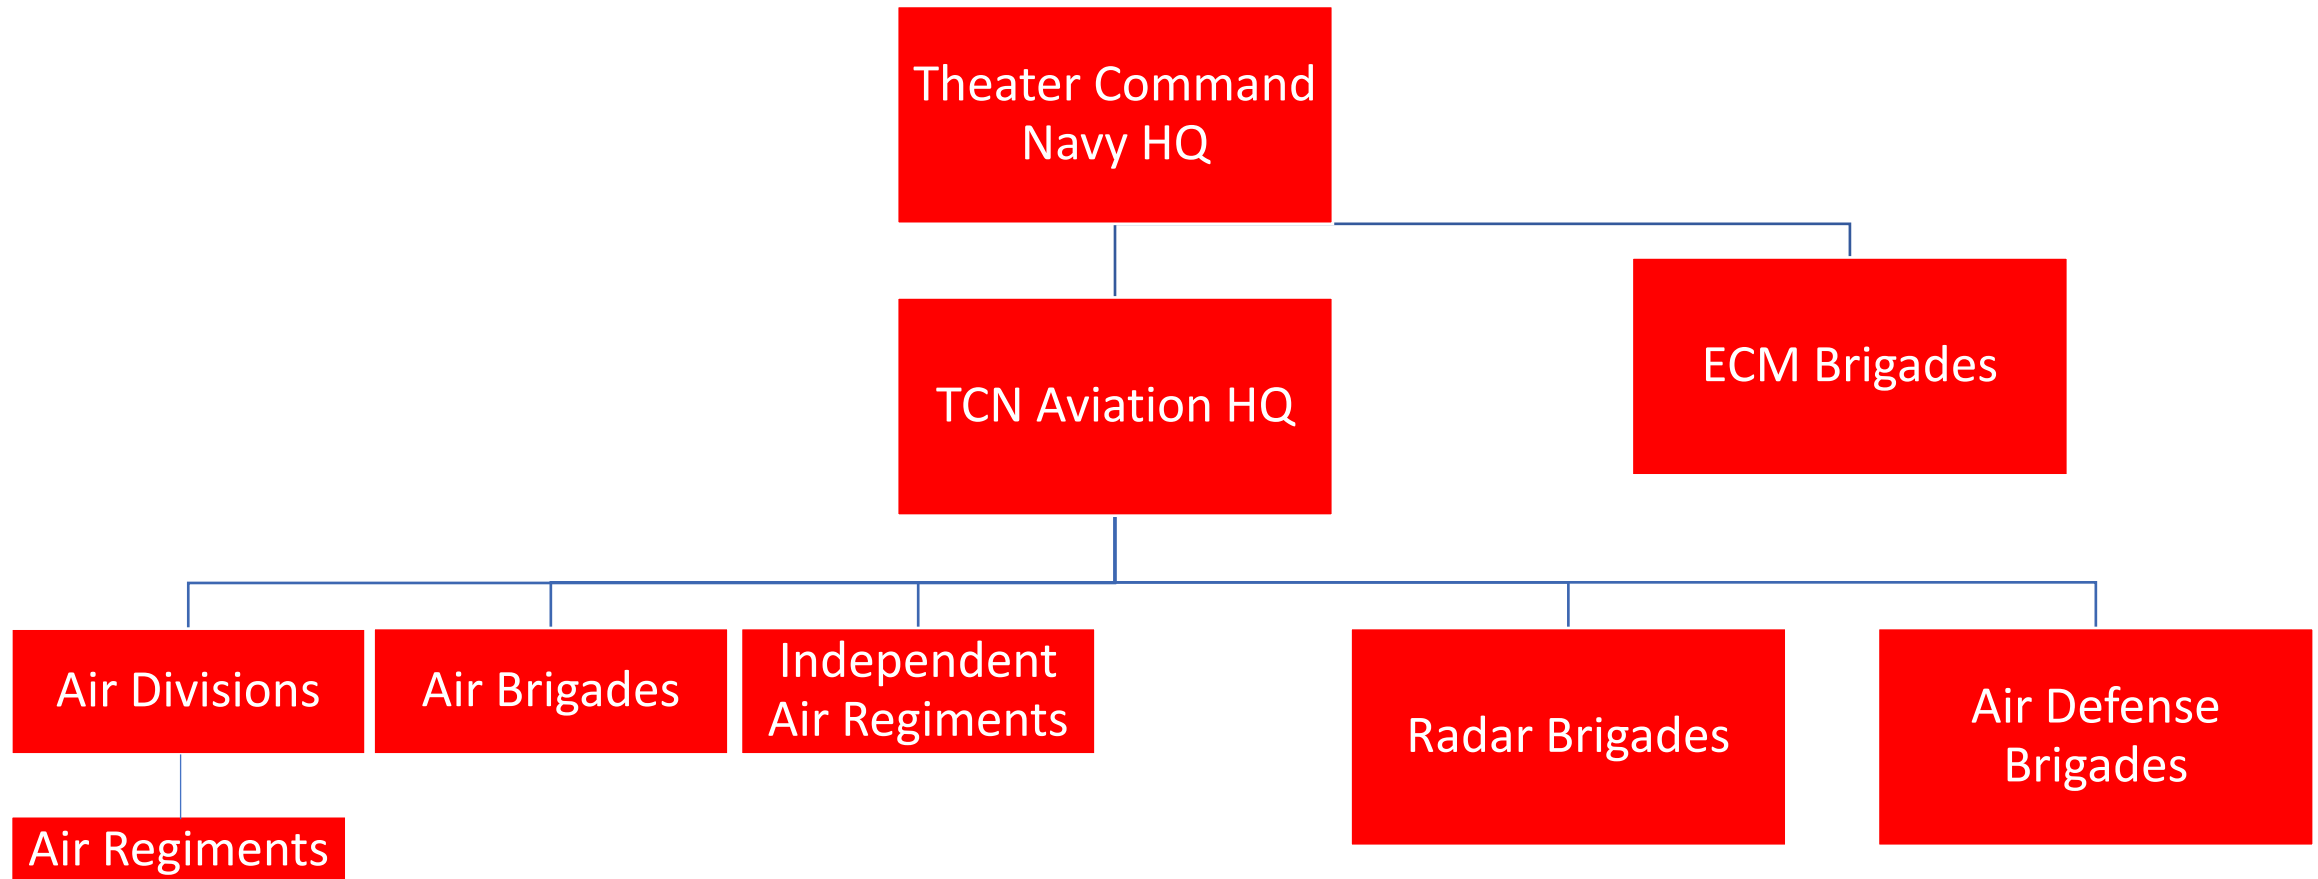 Theater Command
Navy HQ
ECM Brigades
TCN Aviation HQ
Air Divisions
Air Brigades
Independent
Air Regiments
Radar Brigades
Air Defense
Brigades
Air Regiments